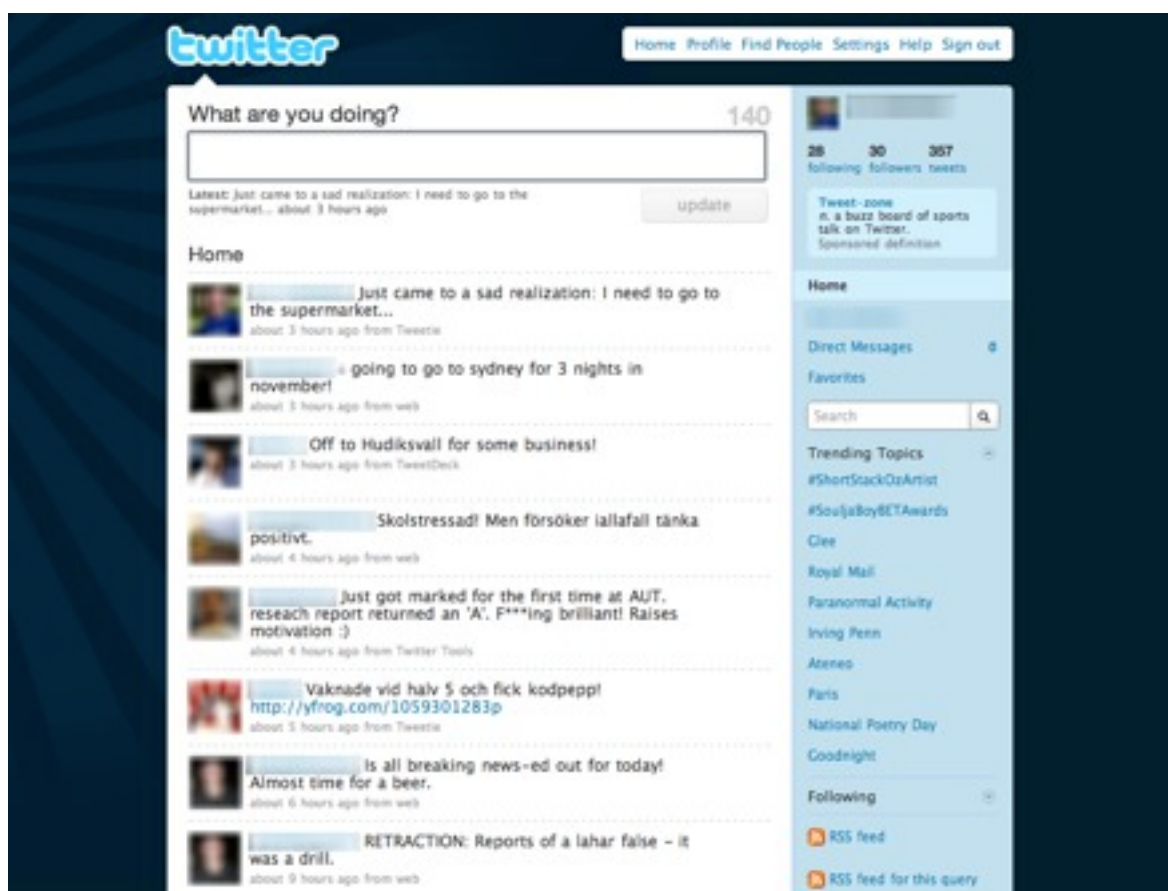 twitter
Home Profile Find People Settings Help Sign out
What are you doing?
140
Latest: Just came to a sad realization: I need to go to the
supermarket... about 3 hours ago
update
Home
Just came to a sad realization: I need to go to
the supermarket...
about 3 hours ago from Tweetie
going to go to sydney for 3 nights in
november!
about 3 hours ago from web
Off to Hudiksvall for some business!
about 3 hours ago from TweetDeck
Skolstressad! Men försöker iallafall tänka
positivt.
about 4 hours ago from web
Just got marked for the first time at AUT.
reseach report returned an 'A'. F***ing brilliant! Raises
motivation :)
about 4 hours ago from Twitter Tools
Vaknade vid halv 5 och fick kodpepp!
http://yfrog.com/1059301283p
about 5 hours ago from Tweetie
Is all breaking news-ed out for today!
Almost time for a beer.
about 6 hours ago from web
RETRACTION: Reports of a lahar false - it
was a drill.
about 9 hours ago from web
28 30 357
following followers tweets
Tweet-zone
n. a buzz board of sports
talk on Twitter.
Sponsored definition
Home
Direct Messages 0
Favorites
Search
Trending Topics
#ShortStackOzArtist
#SouljaBoyBETAwards
Glee
Royal Mail
Paranormal Activity
Irving Penn
Ateneo
Paris
National Poetry Day
Goodnight
Following
RSS feed
RSS feed for this query